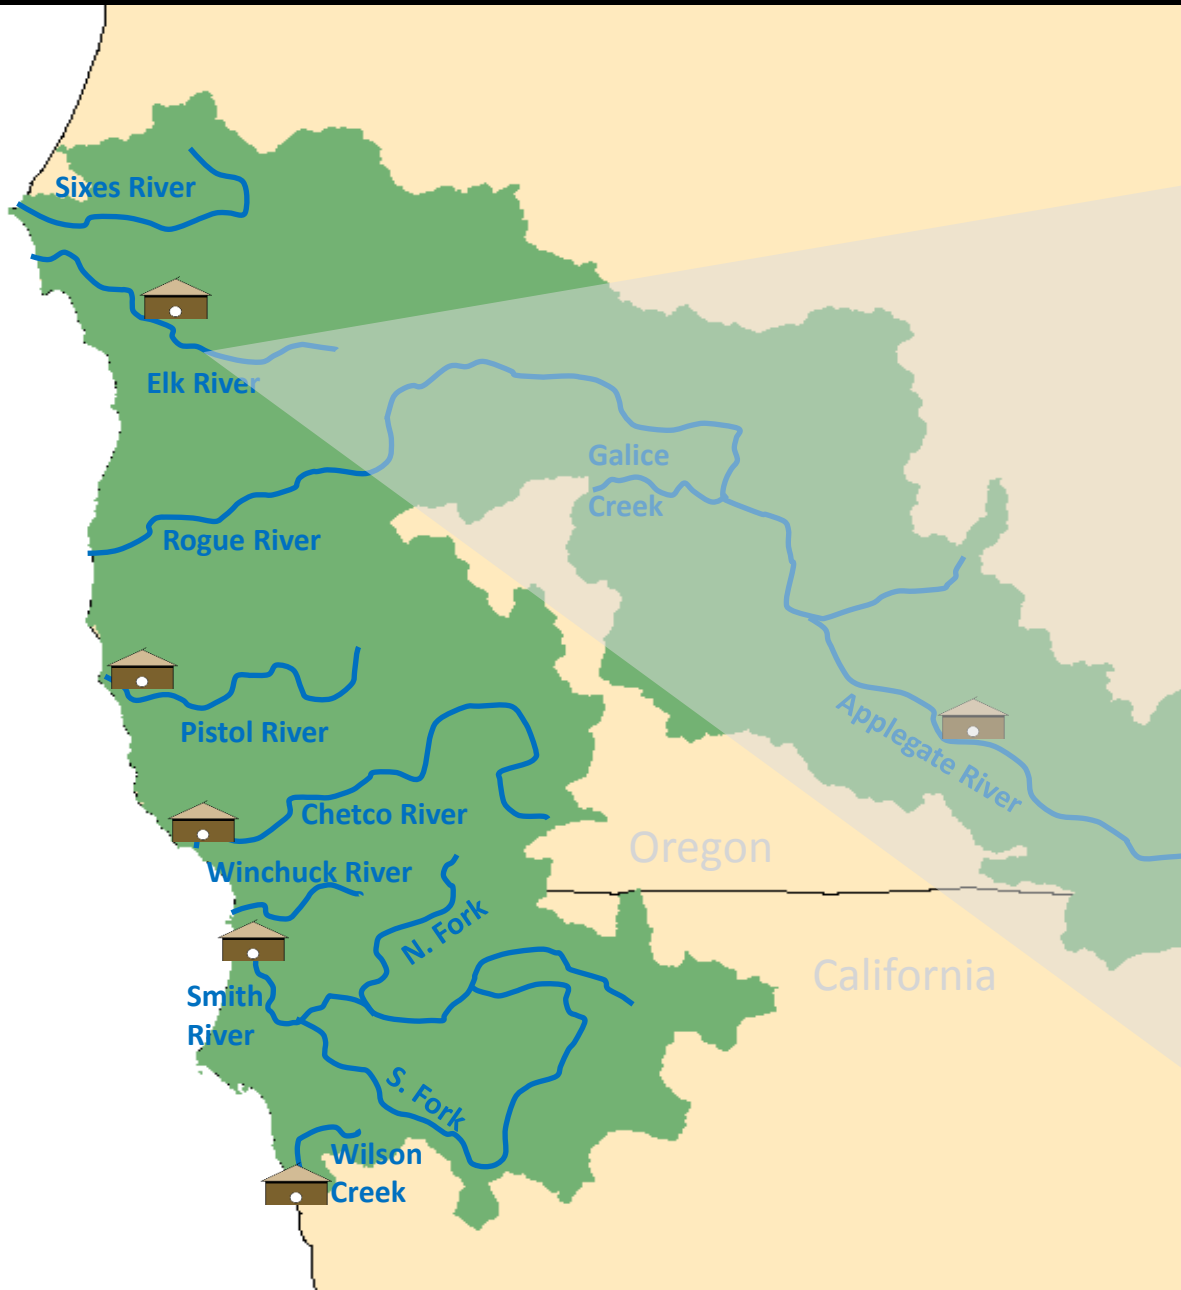 Sixes River
Elk River
Galice
Creek
Rogue River
Applegate River
Pistol River
Chetco River
Oregon
Winchuck River
N. Fork
California
Smith
River
S. Fork
Wilson
Creek